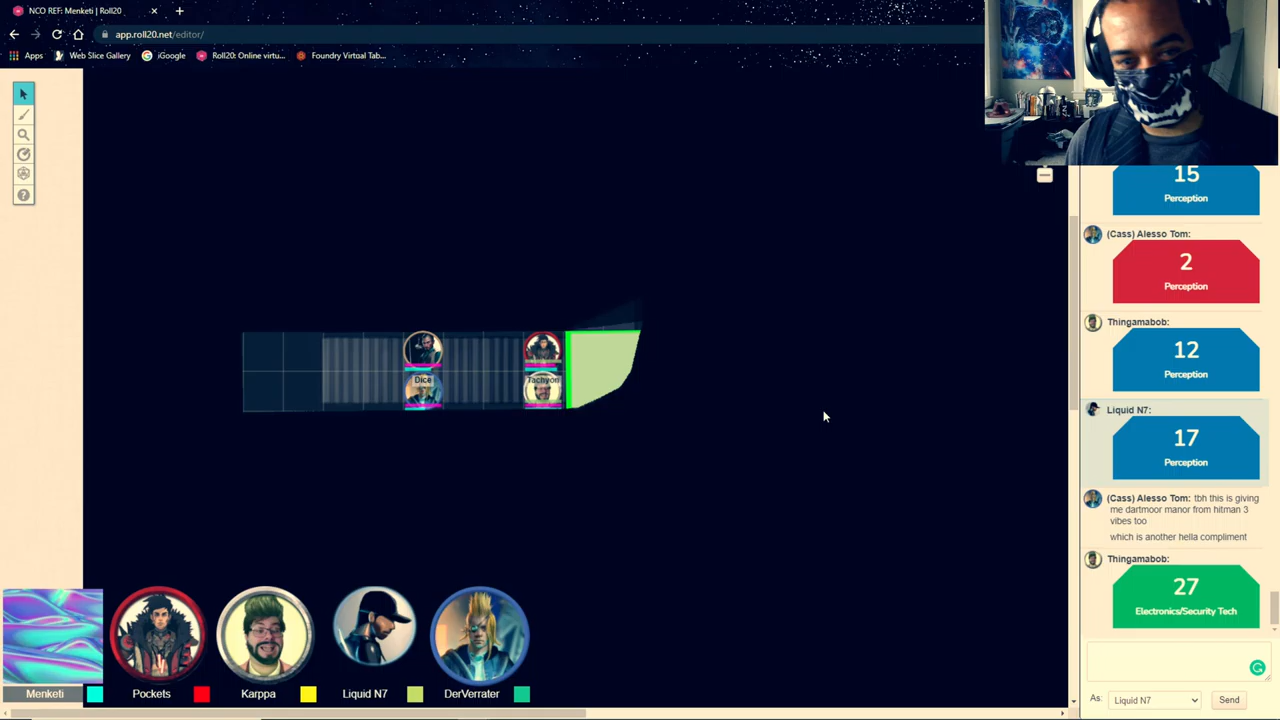 NCO REF: Menketi | Roll20
app.roll20.net/editor/
Apps
Web Slice Gallery
iGoogle
Roll20: Online virtu...
Foundry Virtual Tab...
15
Perception
(Cass) Alesso Tom:
2
Perception
Thingamabob:
12
Perception
Liquid N7:
17
Perception
(Cass) Alesso Tom: tbh this is giving
me dartmoor manor from hitman 3
vibes too
which is another hella compliment
Thingamabob:
27
Electronics/Security Tech
Dice
Tachyon
Menketi
Pockets
Karppa
Liquid N7
DerVerrater
As:
Liquid N7
Send